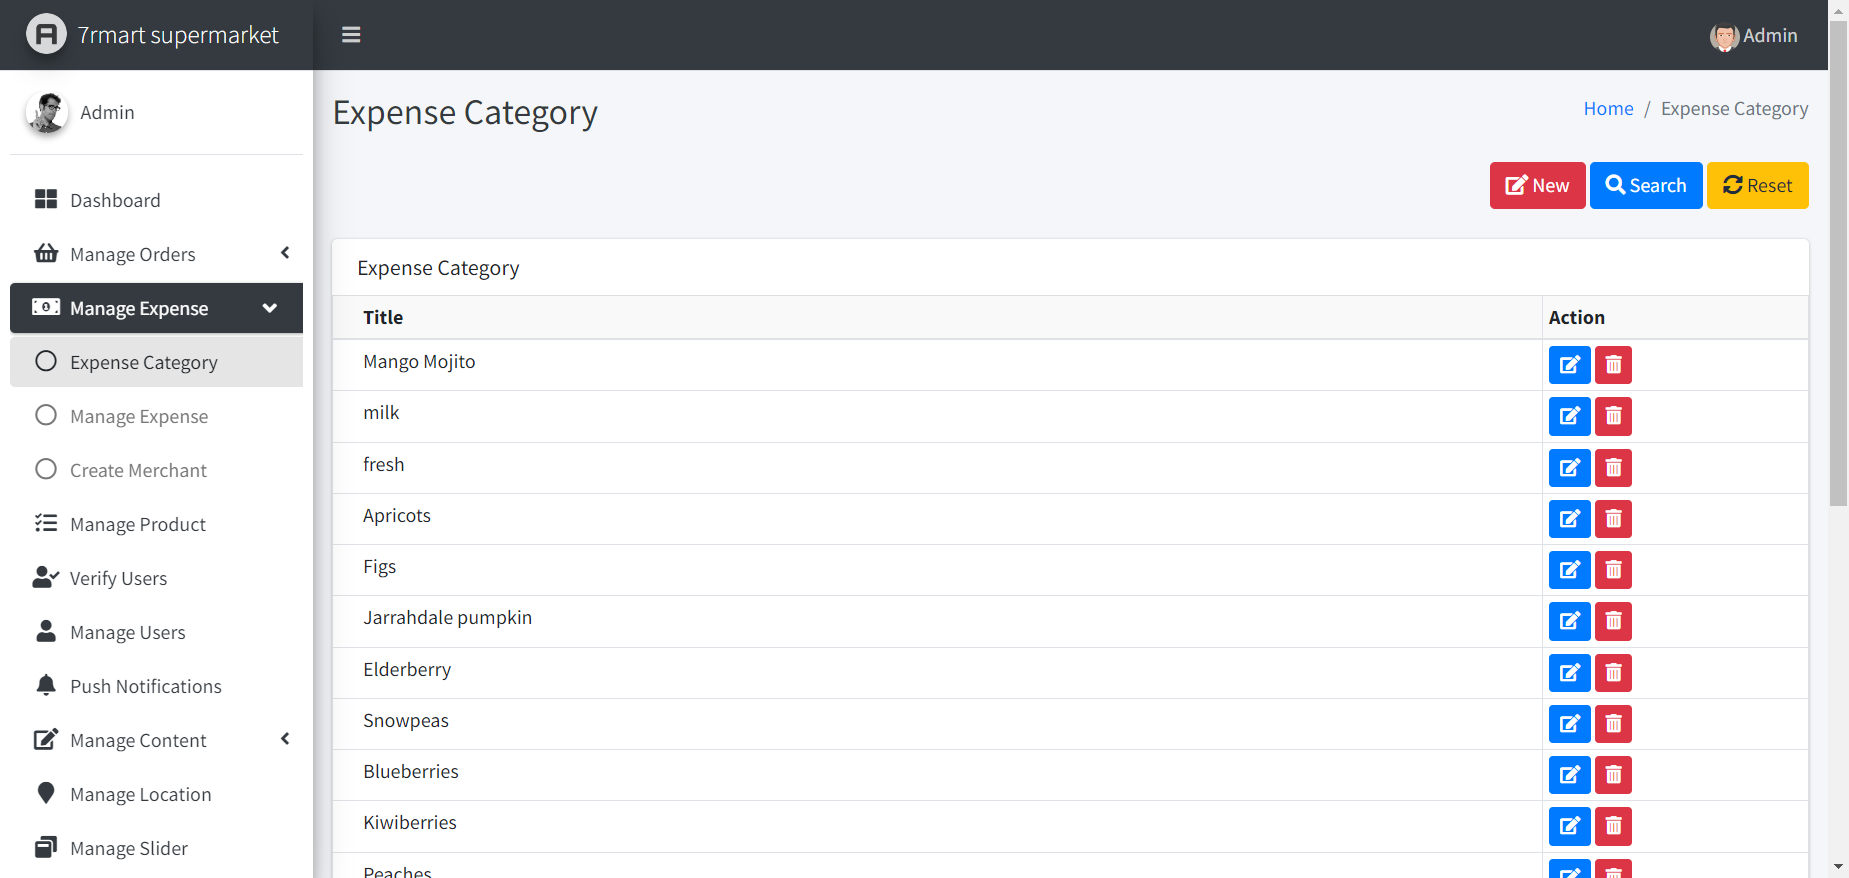 7rmart supermarket
Admin
Admin
Dashboard
Manage Orders
Manage Expense
Expense Category
Manage Expense
Create Merchant
Manage Product
Verify Users
Manage Users
Push Notifications
Manage Content
Manage Location
Manage Slider
Expense Category
Home / Expense Category
New Search Reset
Expense Category
Title Action
Mango Mojito
milk
fresh
Apricots
Figs
Jarrahdale pumpkin
Elderberry
Snowpeas
Blueberries
Kiwiberries
Peaches